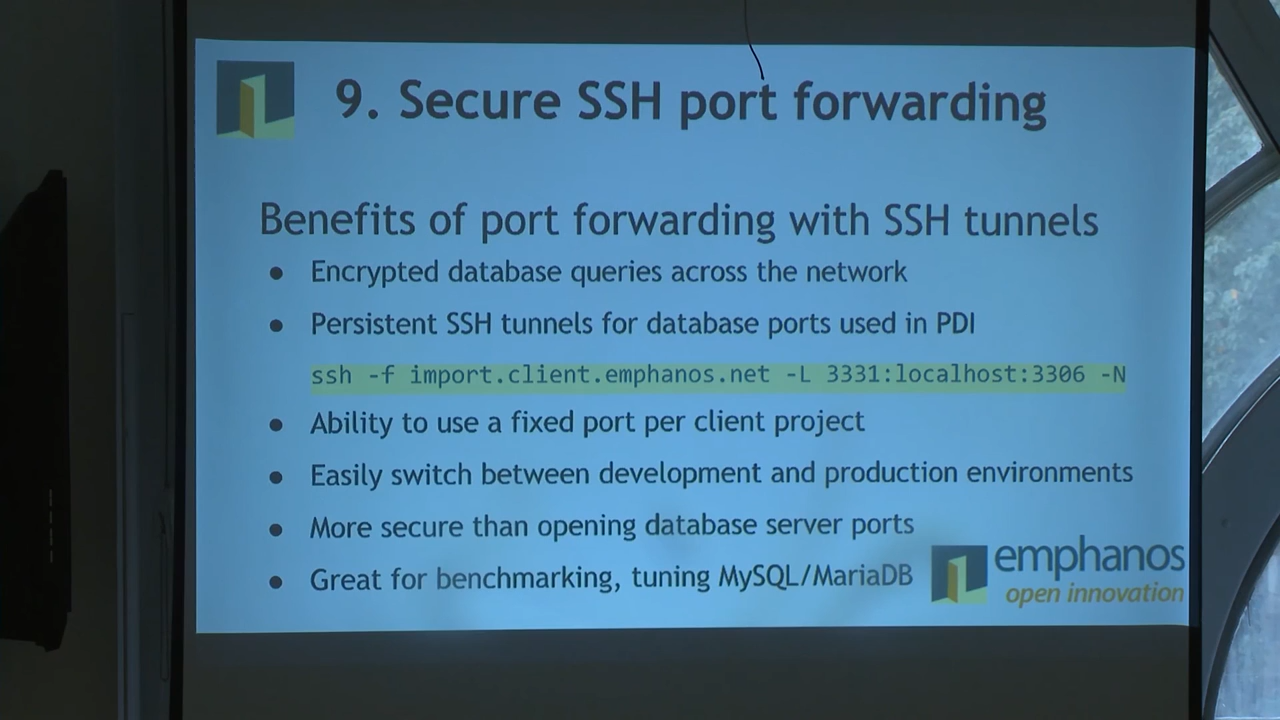 9. Secure SSH port forwarding
Benefits of port forwarding with SSH tunnels
● Encrypted database queries across the network
● Persistent SSH tunnels for database ports used in PDI
ssh -f import.client.emphanos.net -L 3331:localhost:3306 -N
● Ability to use a fixed port per client project
● Easily switch between development and production environments
● More secure than opening database server ports
● Great for benchmarking, tuning MySQL/MariaDB
emphanos
open innovation